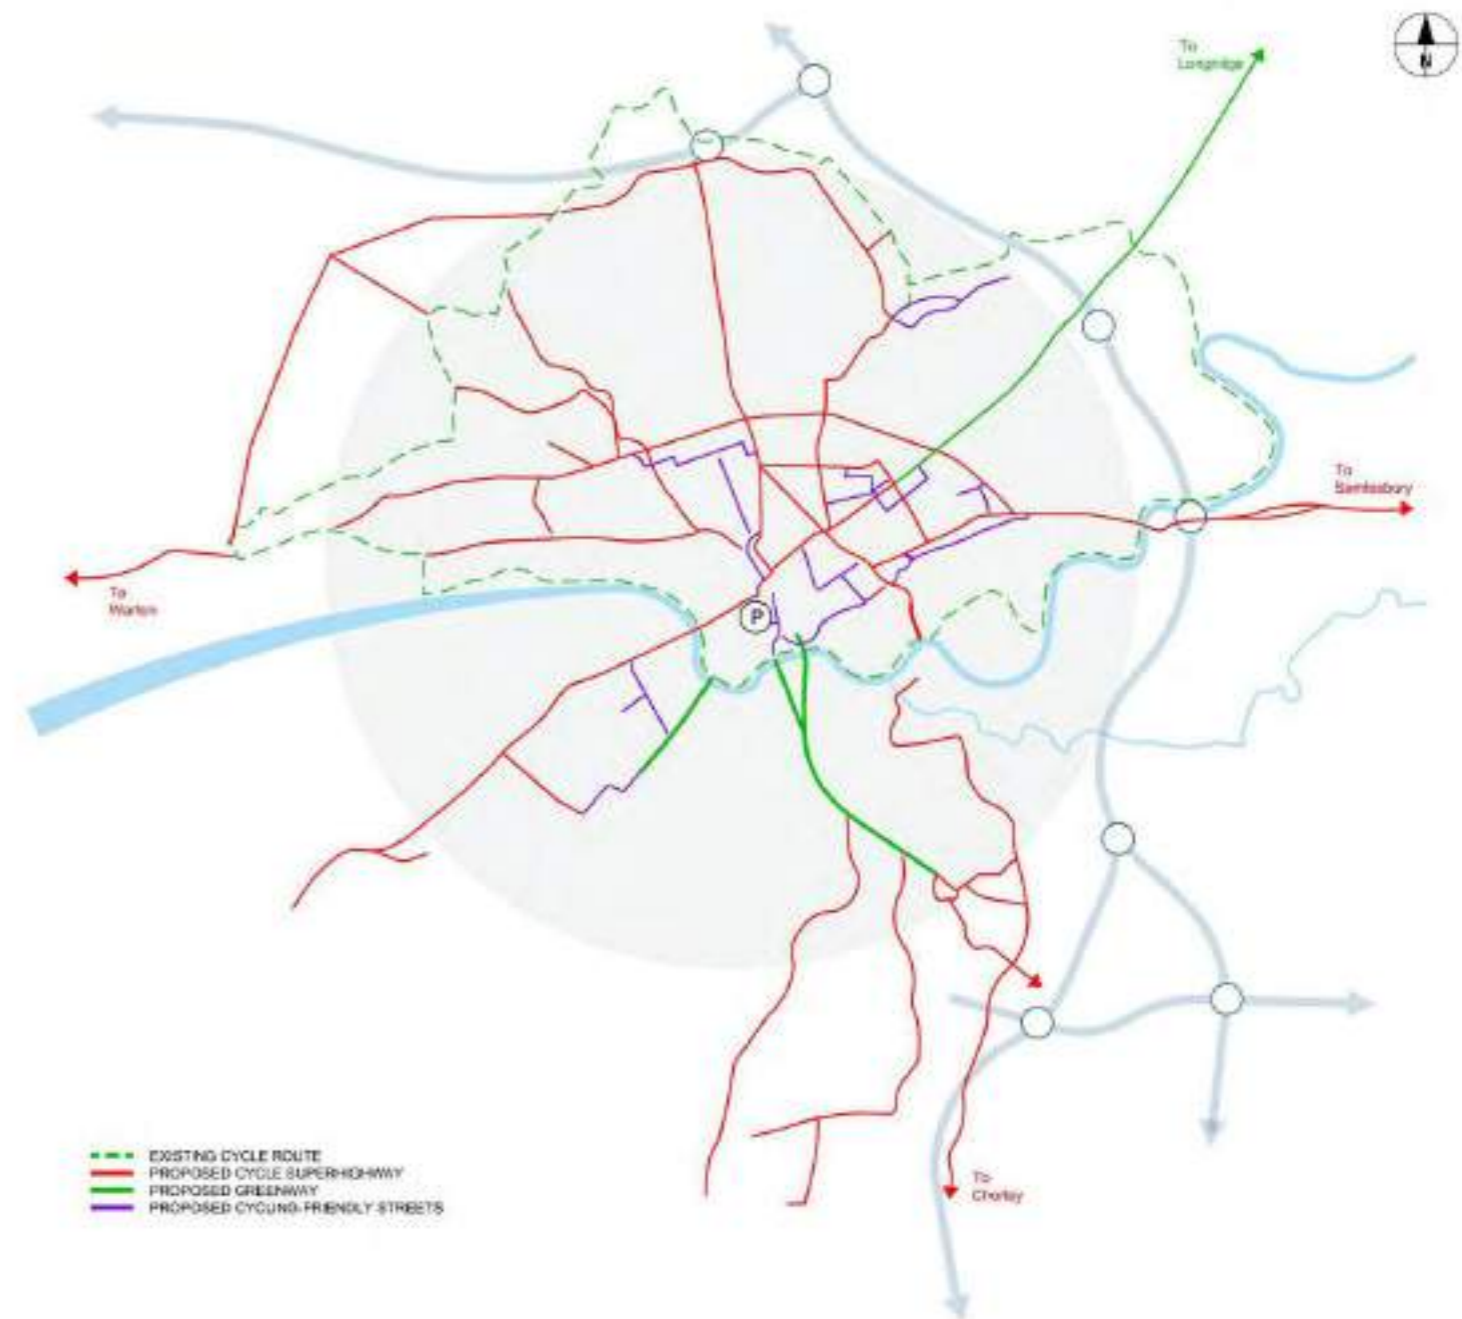 To
Longridge
N
To
Samlesbury
To
Warton
P
To
Chorley
EXISTING CYCLE ROUTE
PROPOSED CYCLE SUPERHIGHWAY
PROPOSED GREENWAY
PROPOSED CYCLING-FRIENDLY STREETS